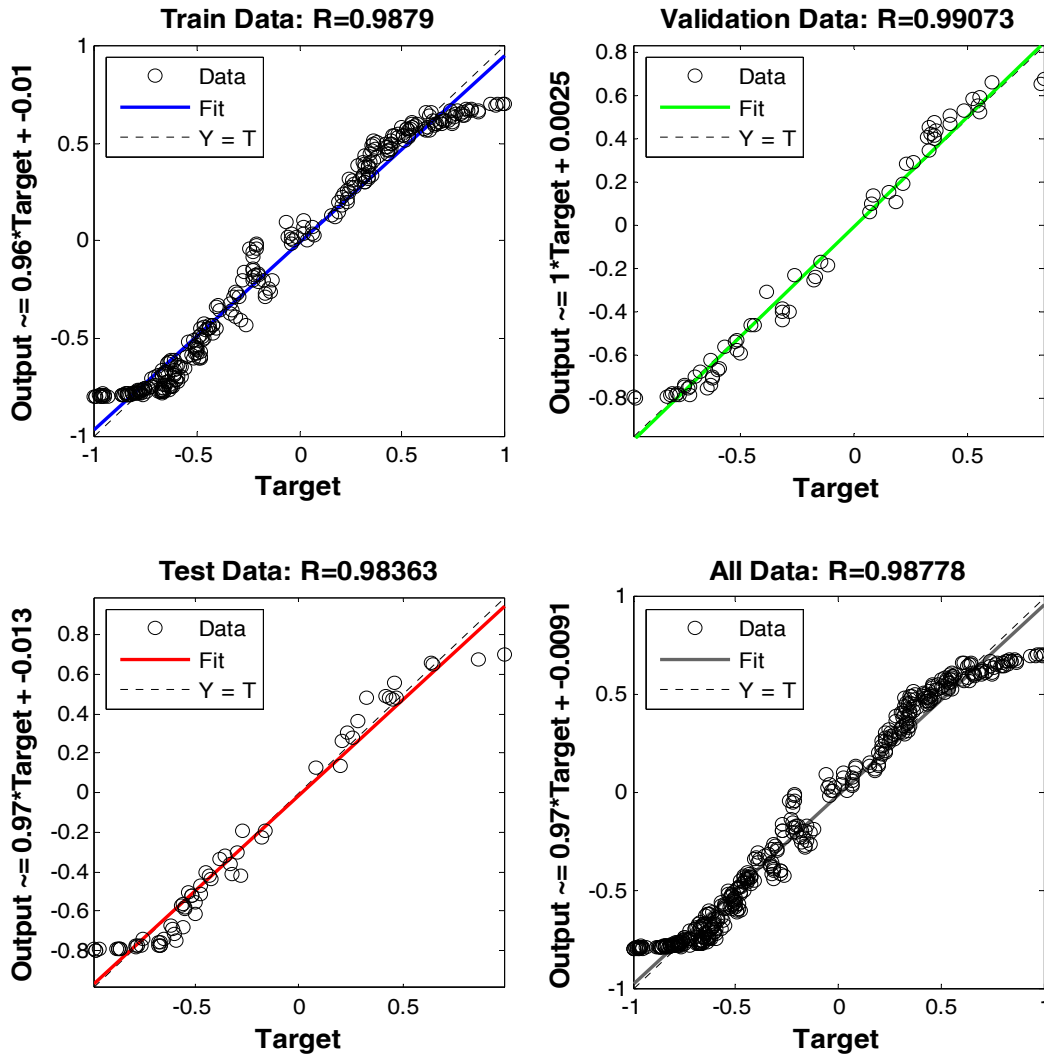 Train Data: R=0.9879
Output ~= 0.96*Target + -0.01
1
0.5
0
-0.5
-1
Data
Fit
Y = T
-1
-0.5
0
0.5
1
Target
Validation Data: R=0.99073
Output ~= 1*Target + 0.0025
0.8
0.6
0.4
0.2
0
-0.2
-0.4
-0.6
-0.8
Data
Fit
Y = T
-0.5
0
0.5
Target
Test Data: R=0.98363
Output ~= 0.97*Target + -0.013
0.8
0.6
0.4
0.2
0
-0.2
-0.4
-0.6
-0.8
Data
Fit
Y = T
-0.5
0
0.5
Target
All Data: R=0.98778
Output ~= 0.97*Target + -0.0091
1
0.5
0
-0.5
-1
Data
Fit
Y = T
-1
-0.5
0
0.5
1
Target